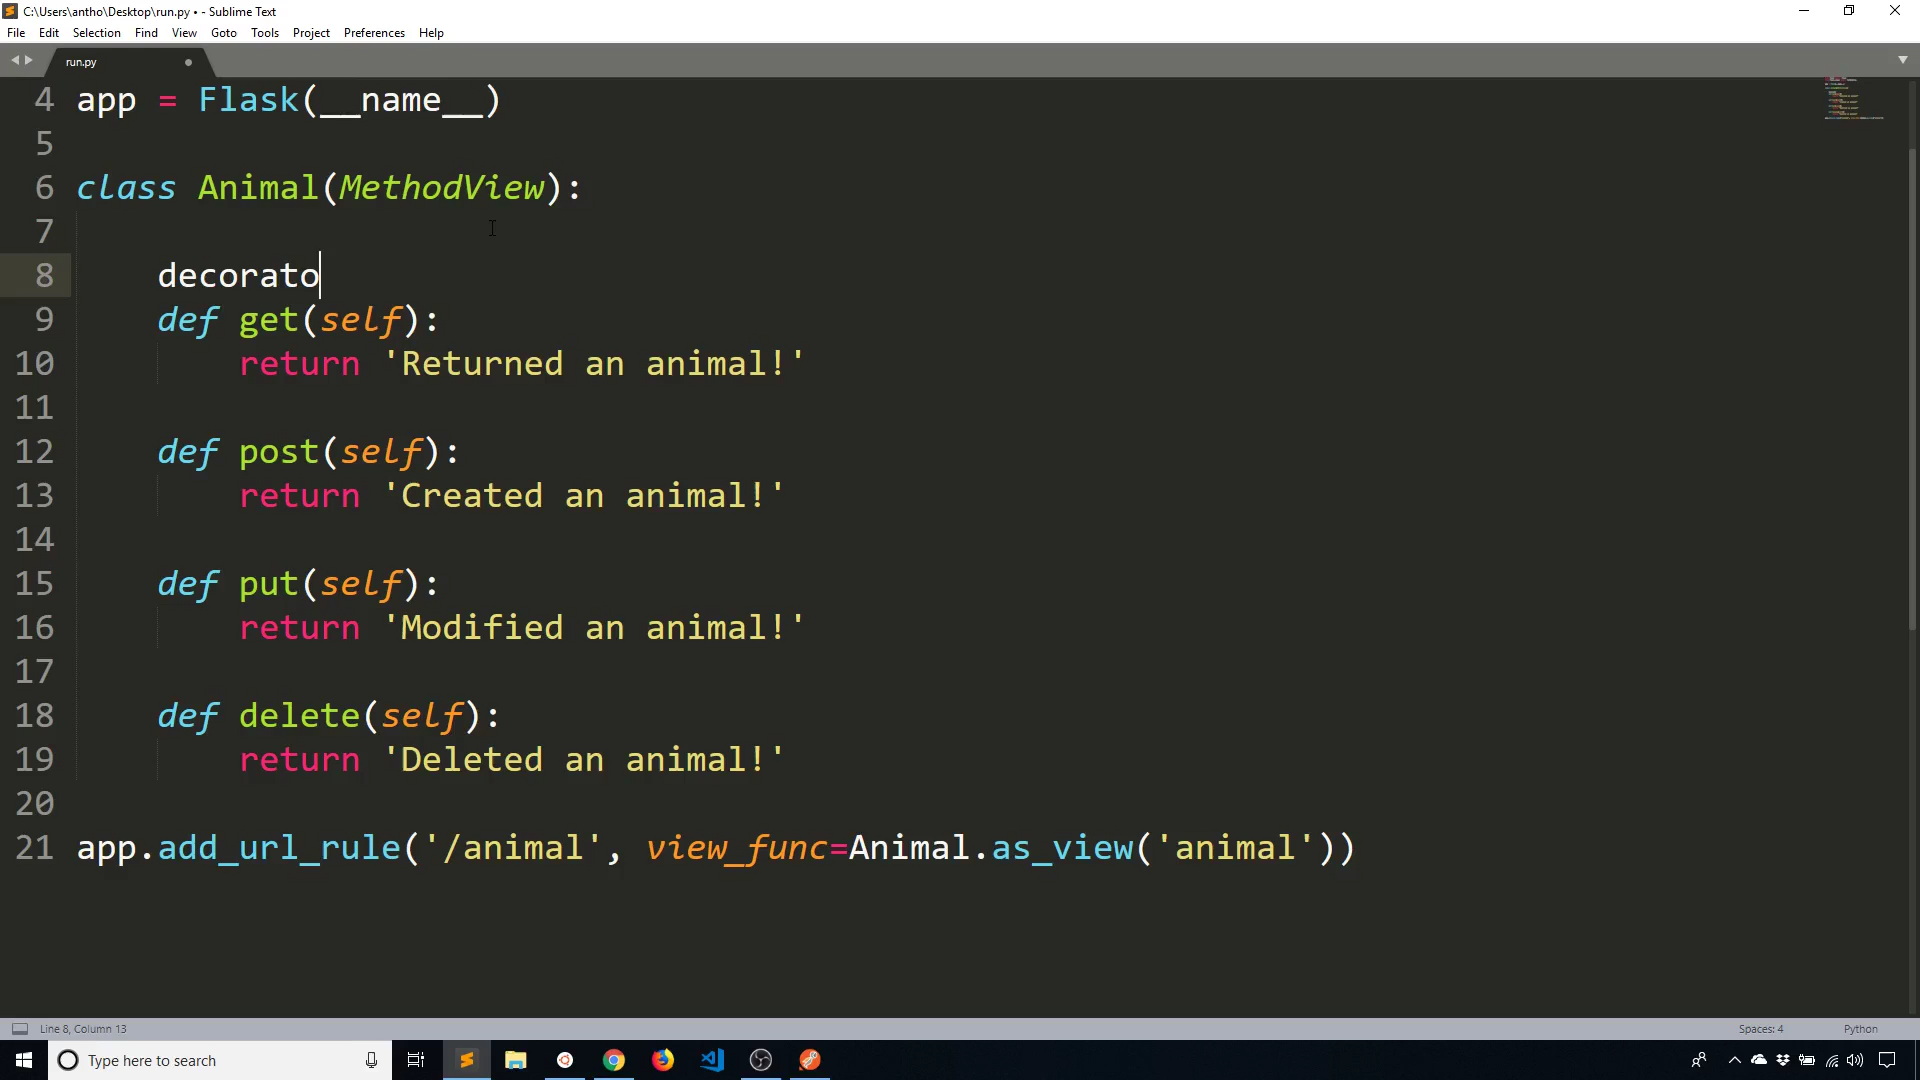 C:\Users\antho\Desktop\run.py • - Sublime Text
File Edit Selection Find View Goto Tools Project Preferences Help
run.py
4 app = Flask(__name__)
5
6 class Animal(MethodView):
7
8     decorato
9     def get(self):
10         return 'Returned an animal!'
11
12     def post(self):
13         return 'Created an animal!'
14
15     def put(self):
16         return 'Modified an animal!'
17
18     def delete(self):
19         return 'Deleted an animal!'
20
21 app.add_url_rule('/animal', view_func=Animal.as_view('animal'))
Line 8, Column 13 Spaces: 4 Python
Type here to search